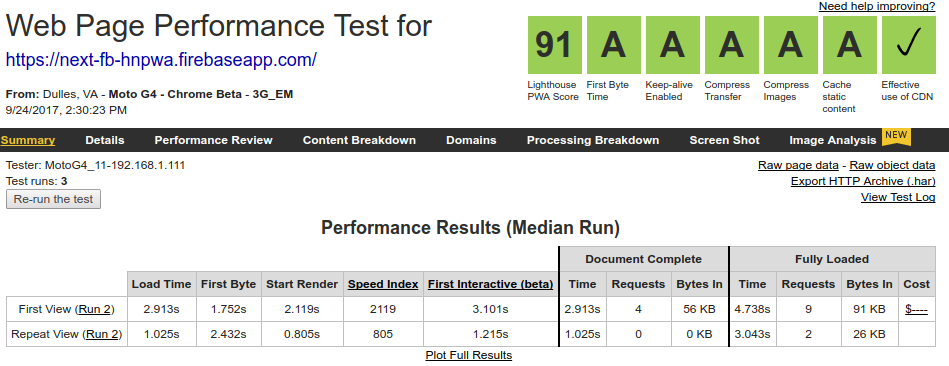 Need help improving?
Web Page Performance Test for
https://next-fb-hnpwa.firebaseapp.com/
From: Dulles, VA - Moto G4 - Chrome Beta - 3G_EM
9/24/2017, 2:30:23 PM
91 A A A A A ✓
Lighthouse PWA Score
First Byte Time
Keep-alive Enabled
Compress Transfer
Compress Images
Cache static content
Effective use of CDN
Summary Details Performance Review Content Breakdown Domains Processing Breakdown Screen Shot Image Analysis NEW
Tester: MotoG4_11-192.168.1.111
Test runs: 3
Re-run the test
Raw page data - Raw object data
Export HTTP Archive (.har)
View Test Log
Performance Results (Median Run)
Document Complete Fully Loaded
Load Time First Byte Start Render Speed Index First Interactive (beta) Time Requests Bytes In Time Requests Bytes In Cost
First View (Run 2) 2.913s 1.752s 2.119s 2119 3.101s 2.913s 4 56 KB 4.738s 9 91 KB $----
Repeat View (Run 2) 1.025s 2.432s 0.805s 805 1.215s 1.025s 0 0 KB 3.043s 2 26 KB
Plot Full Results